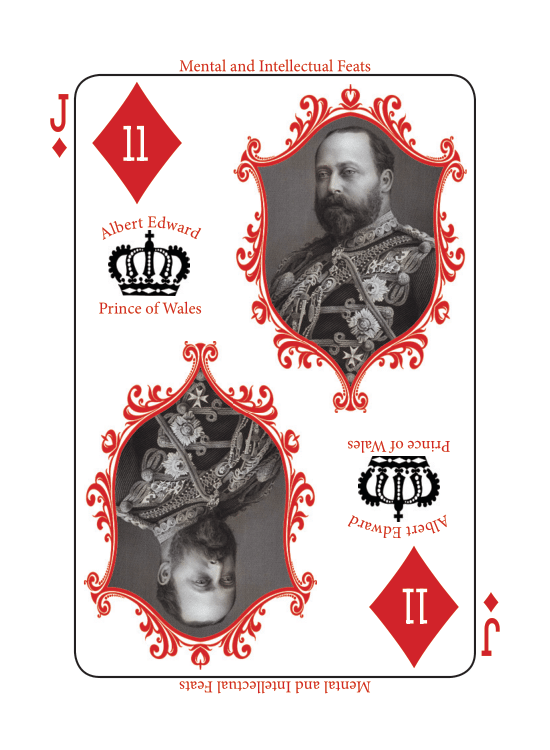 Mental and Intellectual Feats
J
11
Albert Edward
Prince of Wales
Prince of Wales
Albert Edward
11
J
Mental and Intellectual Feats